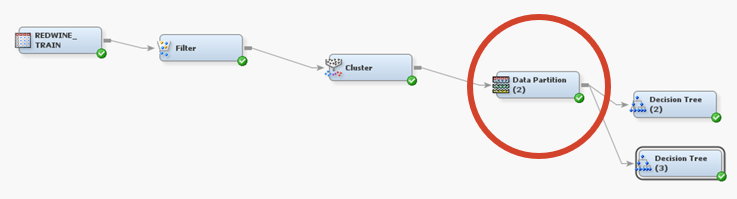 REDWINE_
TRAIN
Filter
Cluster
Data Partition
(2)
Decision Tree
(2)
Decision Tree
(3)